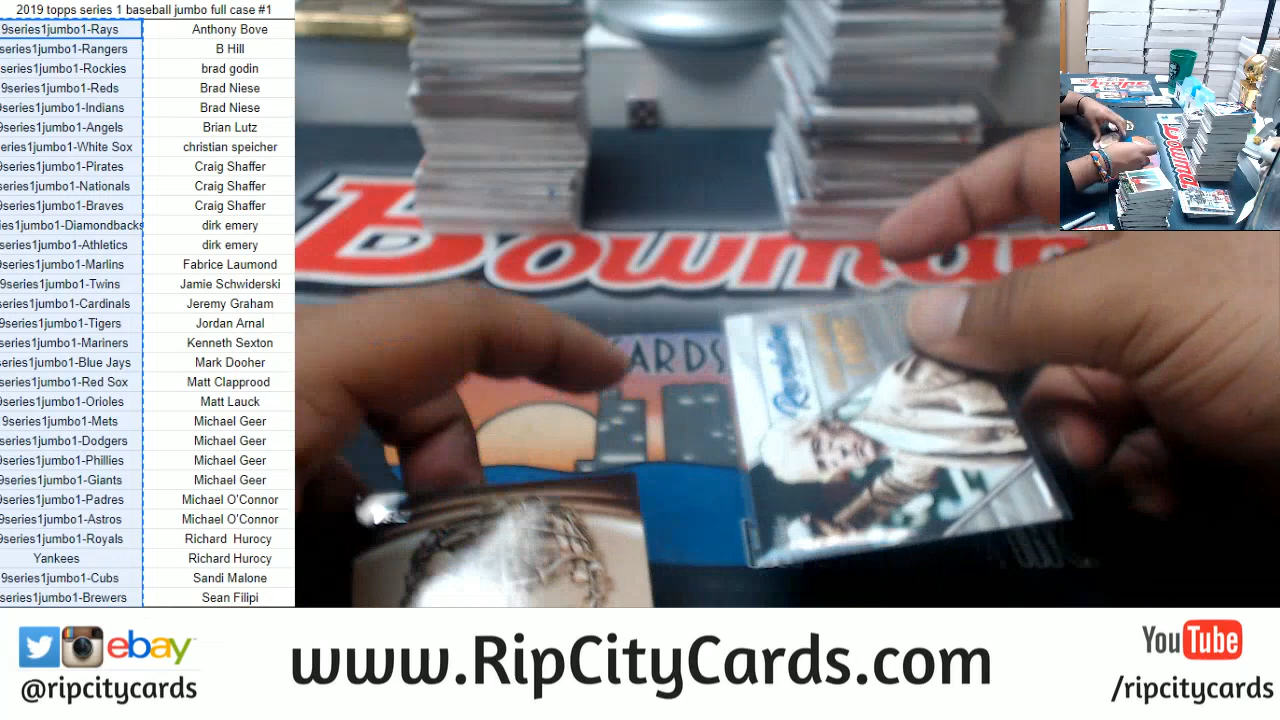 2019 topps series 1 baseball jumbo full case #1
9series1jumbo1-Rays Anthony Bove
series1jumbo1-Rangers B Hill
series1jumbo1-Rockies brad godin
9series1jumbo1-Reds Brad Niese
9series1jumbo1-Indians Brad Niese
9series1jumbo1-Angels Brian Lutz
eries1jumbo1-White Sox christian speicher
9series1jumbo1-Pirates Craig Shaffer
series1jumbo1-Nationals Craig Shaffer
series1jumbo1-Braves Craig Shaffer
ies1jumbo1-Diamondbacks dirk emery
series1jumbo1-Athletics dirk emery
9series1jumbo1-Marlins Fabrice Laumond
9series1jumbo1-Twins Jamie Schwiderski
series1jumbo1-Cardinals Jeremy Graham
9series1jumbo1-Tigers Jordan Arnal
series1jumbo1-Mariners Kenneth Sexton
series1jumbo1-Blue Jays Mark Dooher
series1jumbo1-Red Sox Matt Clapprood
series1jumbo1-Orioles Matt Lauck
9series1jumbo1-Mets Michael Geer
series1jumbo1-Dodgers Michael Geer
9series1jumbo1-Phillies Michael Geer
9series1jumbo1-Giants Michael Geer
series1jumbo1-Padres Michael O'Connor
9series1jumbo1-Astros Michael O'Connor
9series1jumbo1-Royals Richard Hurocy
Yankees Richard Hurocy
9series1jumbo1-Cubs Sandi Malone
series1jumbo1-Brewers Sean Filipi
Bowman
CARDS
Bowma
ebay
@ripcitycards
www.RipCityCards.com
YouTube
/ripcitycards